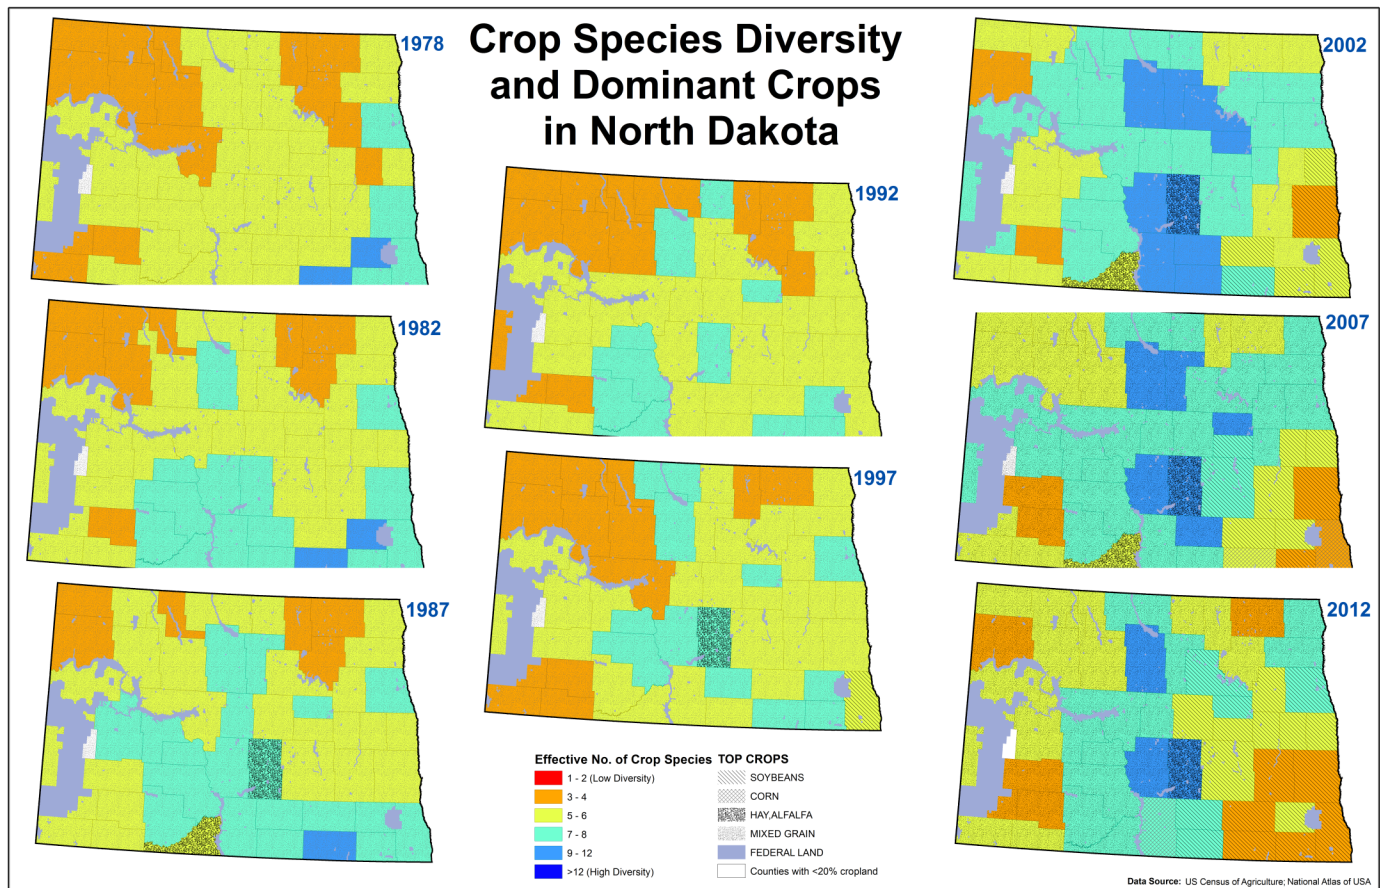 Crop Species Diversity
and Dominant Crops
in North Dakota
1978
1982
1987
1992
1997
2002
2007
2012
Effective No. of Crop Species
1 - 2 (Low Diversity)
3 - 4
5 - 6
7 - 8
9 - 12
>12 (High Diversity)
TOP CROPS
SOYBEANS
CORN
HAY,ALFALFA
MIXED GRAIN
FEDERAL LAND
Counties with <20% cropland
Data Source: US Census of Agriculture; National Atlas of USA